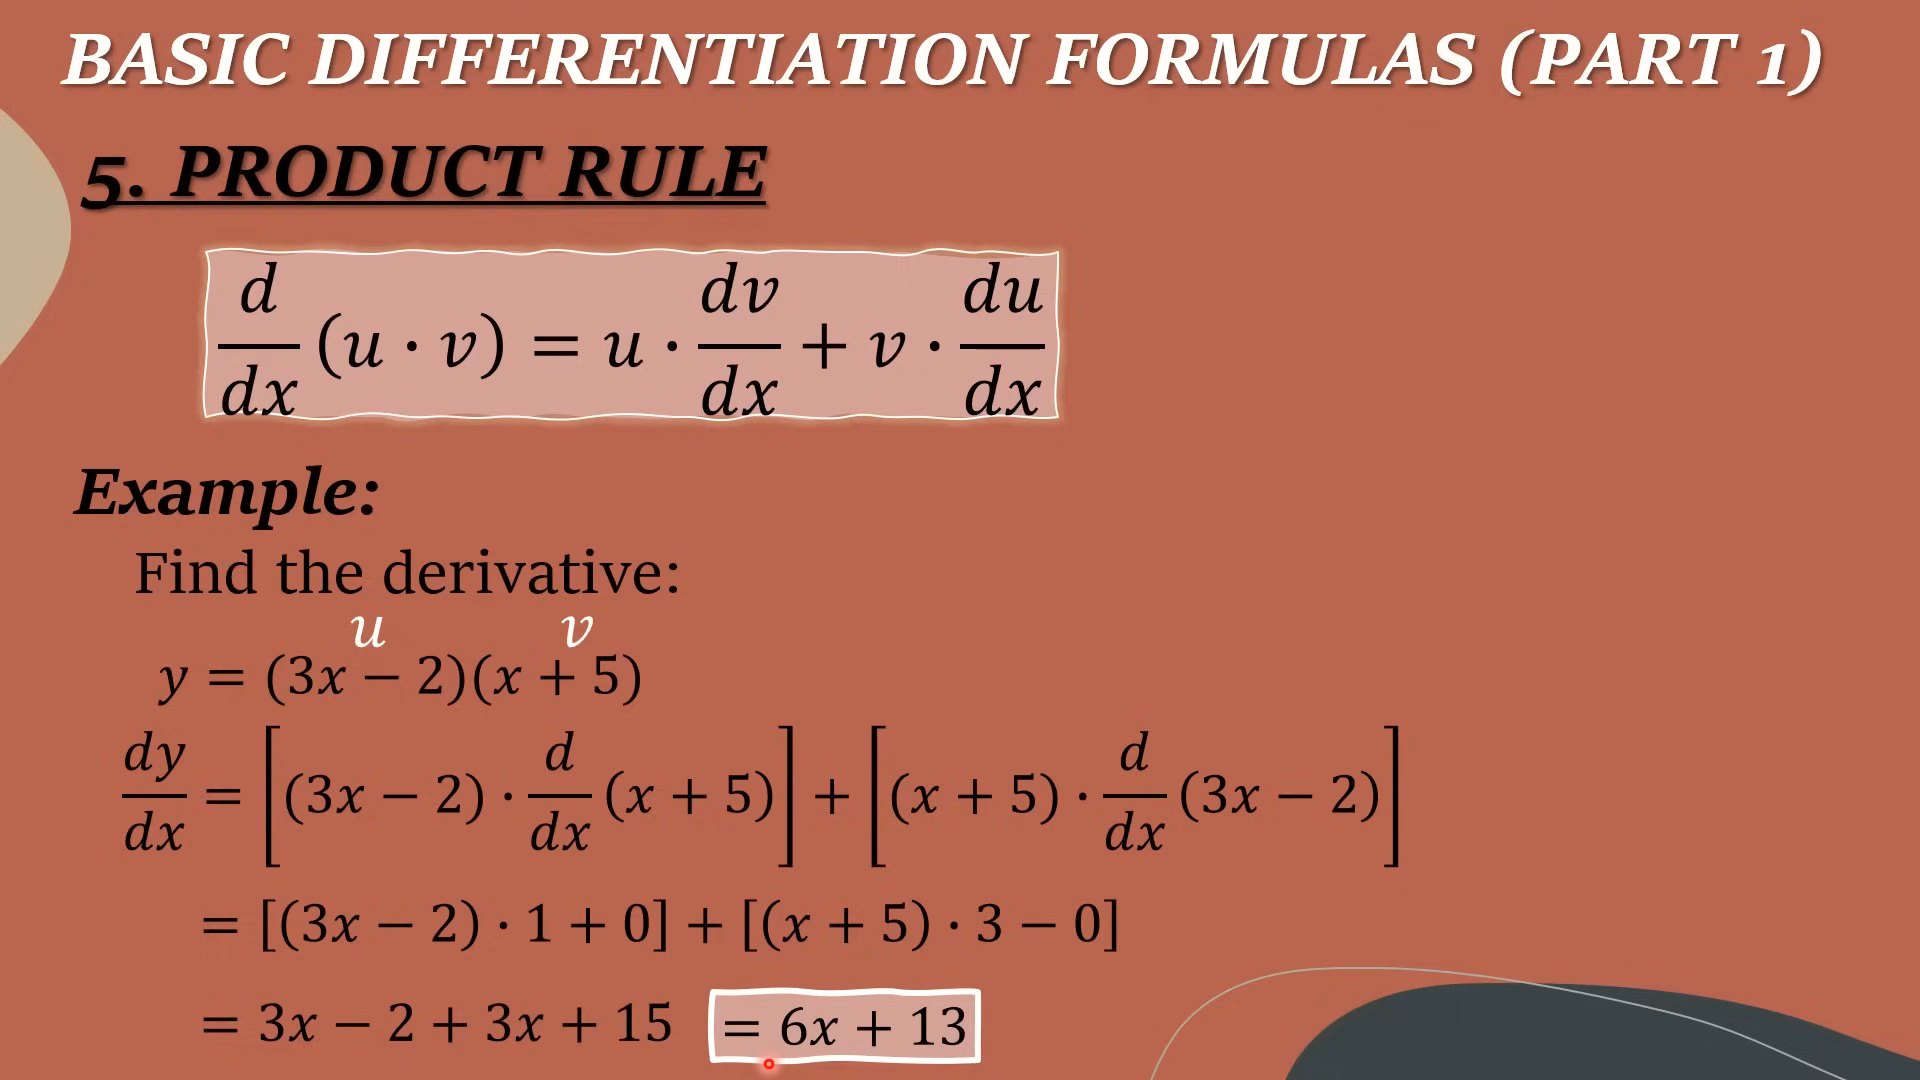 BASIC DIFFERENTIATION FORMULAS (PART 1)
5. PRODUCT RULE
d/dx (u · v) = u · dv/dx + v · du/dx
Example:
Find the derivative:
u v
y = (3x − 2)(x + 5)
dy/dx = [(3x − 2) · d/dx (x + 5)] + [(x + 5) · d/dx (3x − 2)]
= [(3x − 2) · 1 + 0] + [(x + 5) · 3 − 0]
= 3x − 2 + 3x + 15 = 6x + 13